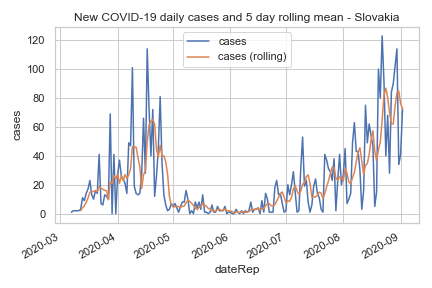 New COVID-19 daily cases and 5 day rolling mean - Slovakia
cases
cases (rolling)
120
100
80
60
40
20
0
cases
2020-03
2020-04
2020-05
2020-06
2020-07
2020-08
2020-09
dateRep